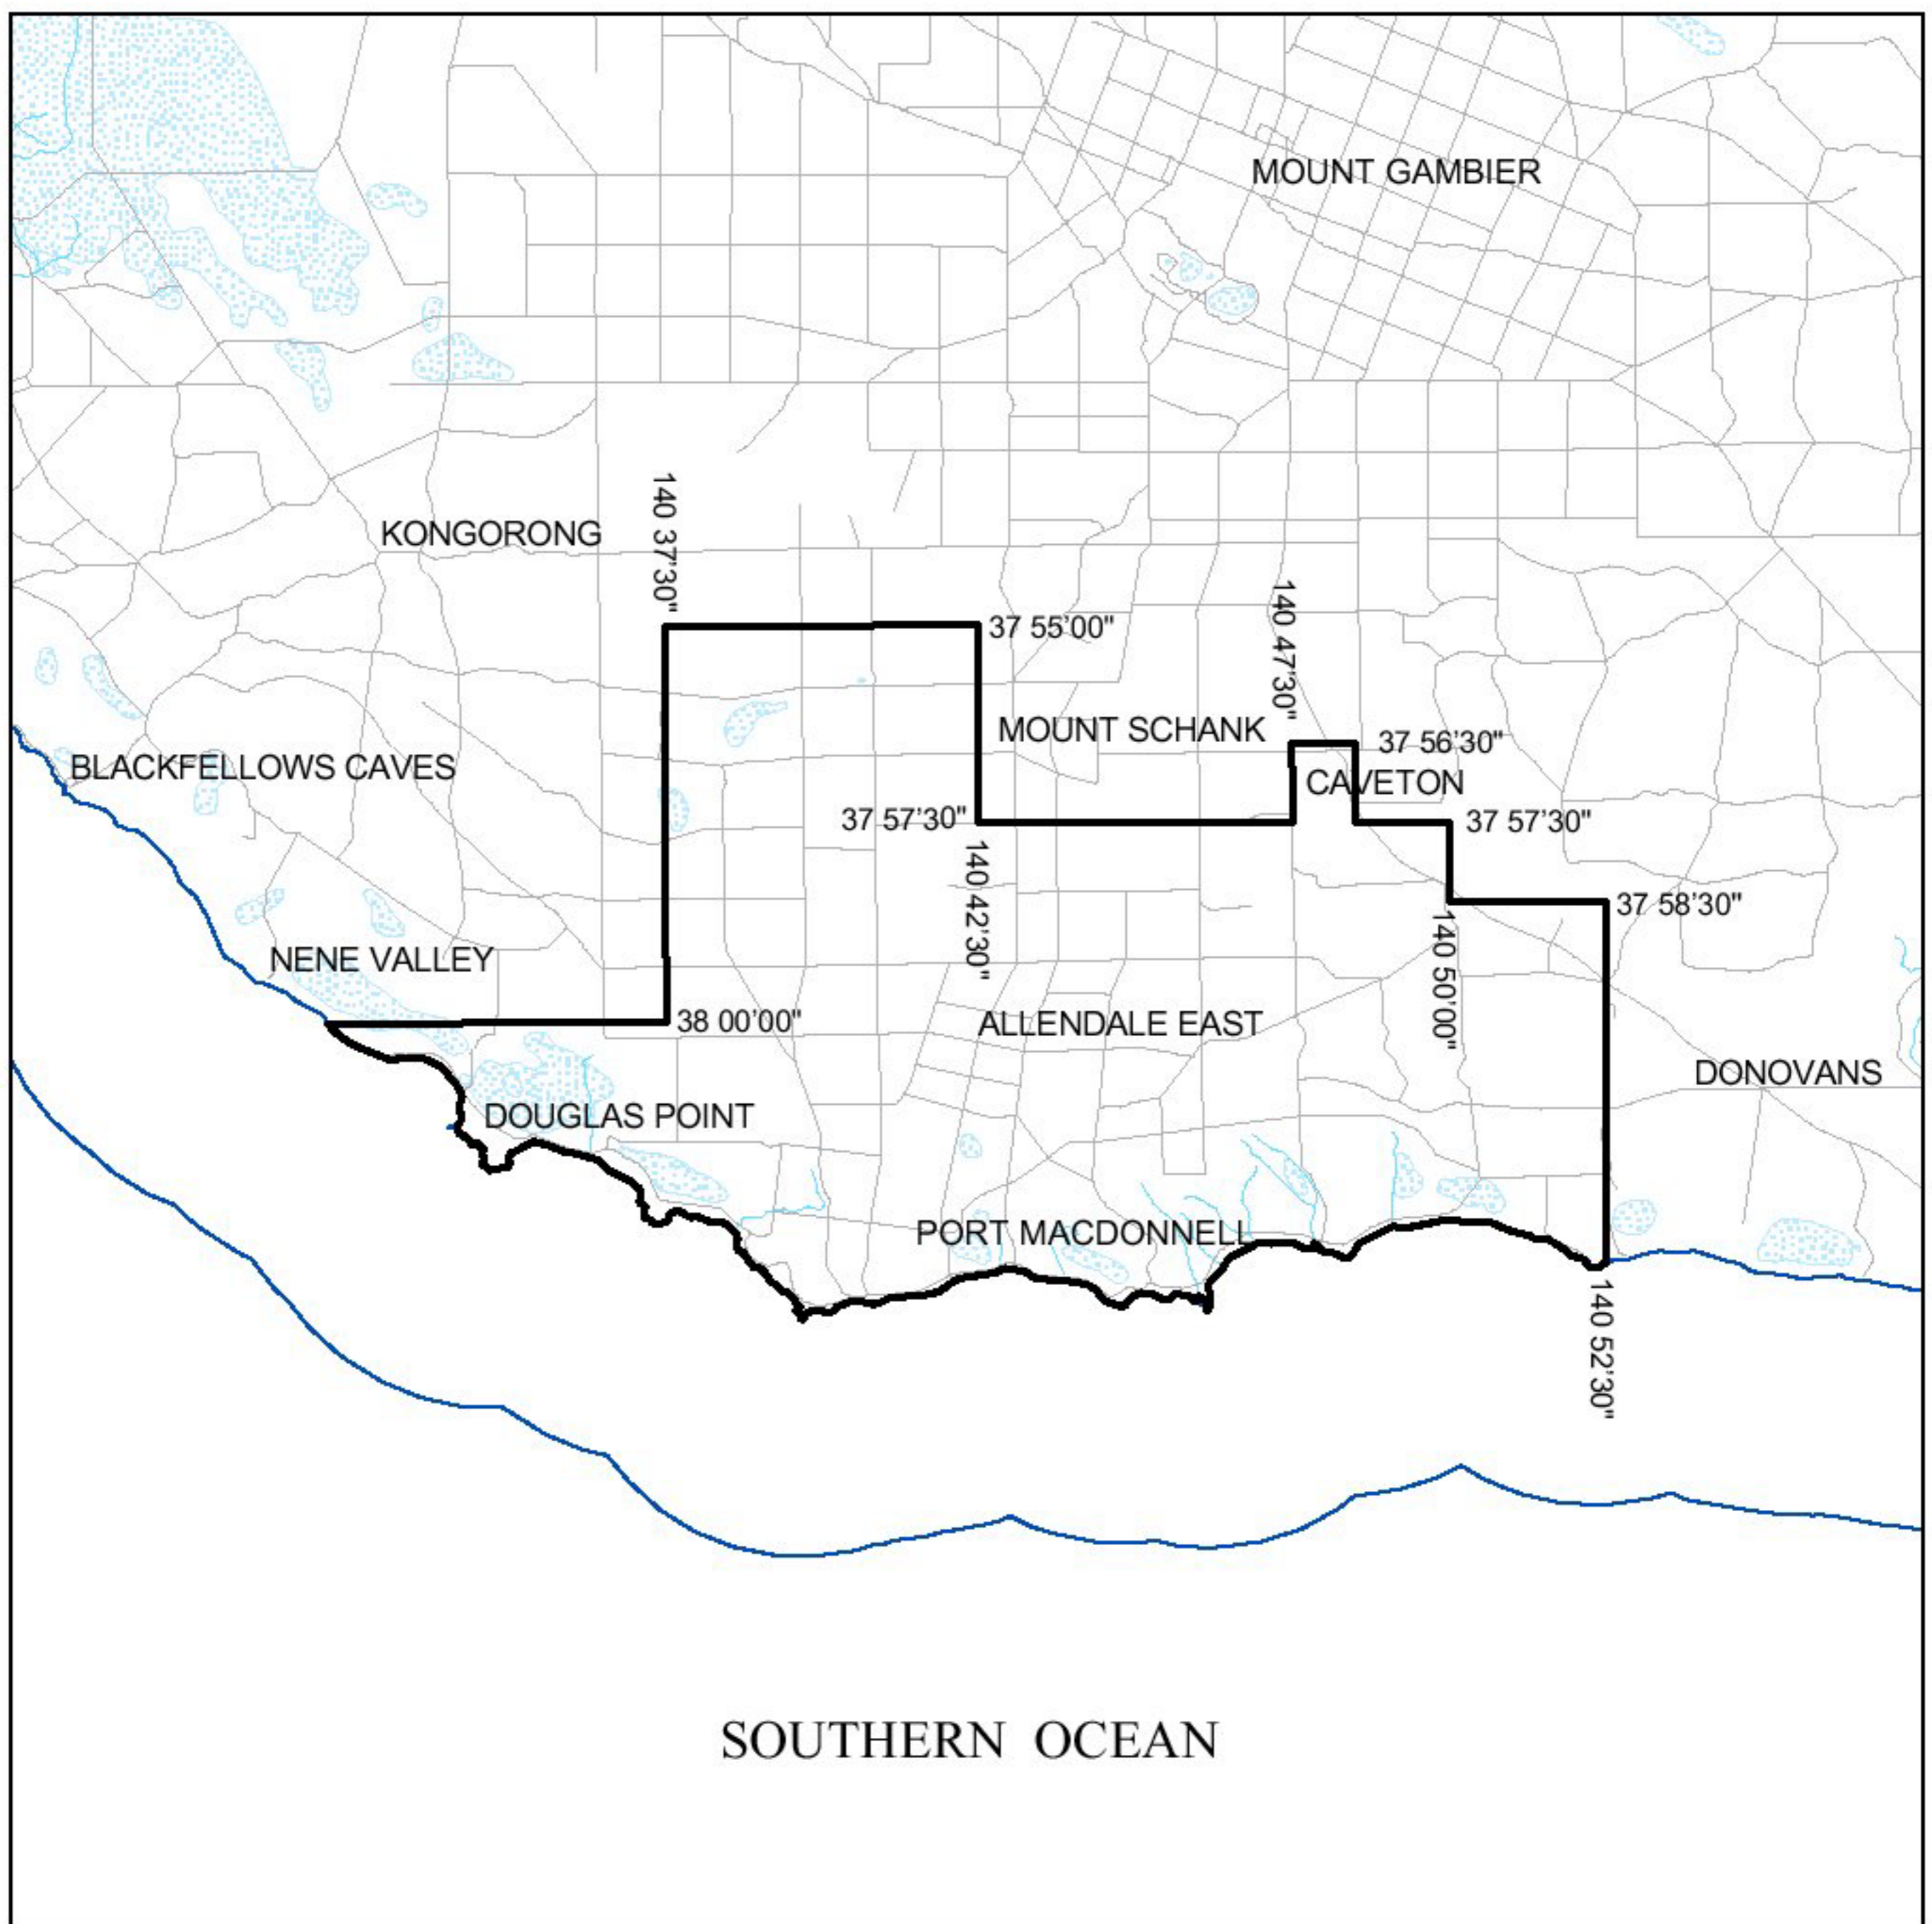 MOUNT GAMBIER
KONGORONG
140 37'30"
140 47'30"
37 55'00"
MOUNT SCHANK
37 56'30"
BLACKFELLOWS CAVES
CAVETON
37 57'30"
37 57'30"
140 42'30"
37 58'30"
140 50'00"
NENE VALLEY
38 00'00"
ALLENDALE EAST
DONOVANS
DOUGLAS POINT
PORT MACDONNELL
140 52'30"
SOUTHERN OCEAN